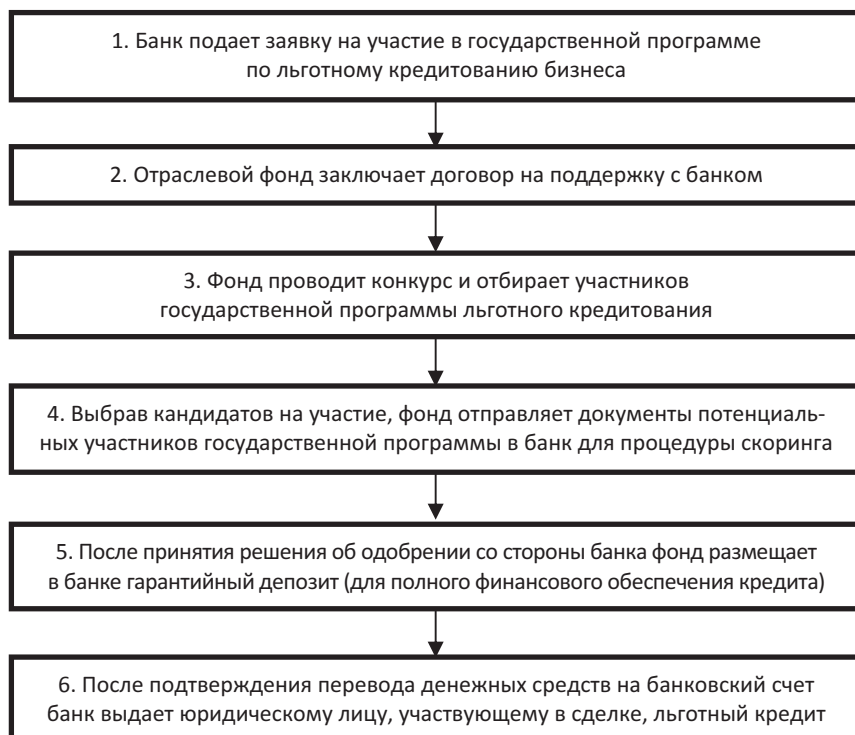 1. Банк подает заявку на участие в государственной программе
по льготному кредитованию бизнеса
2. Отраслевой фонд заключает договор на поддержку с банком
3. Фонд проводит конкурс и отбирает участников
государственной программы льготного кредитования
4. Выбрав кандидатов на участие, фонд отправляет документы потенциаль-
ных участников государственной программы в банк для процедуры скоринга
5. После принятия решения об одобрении со стороны банка фонд размещает
в банке гарантийный депозит (для полного финансового обеспечения кредита)
6. После подтверждения перевода денежных средств на банковский счет
банк выдает юридическому лицу, участвующему в сделке, льготный кредит